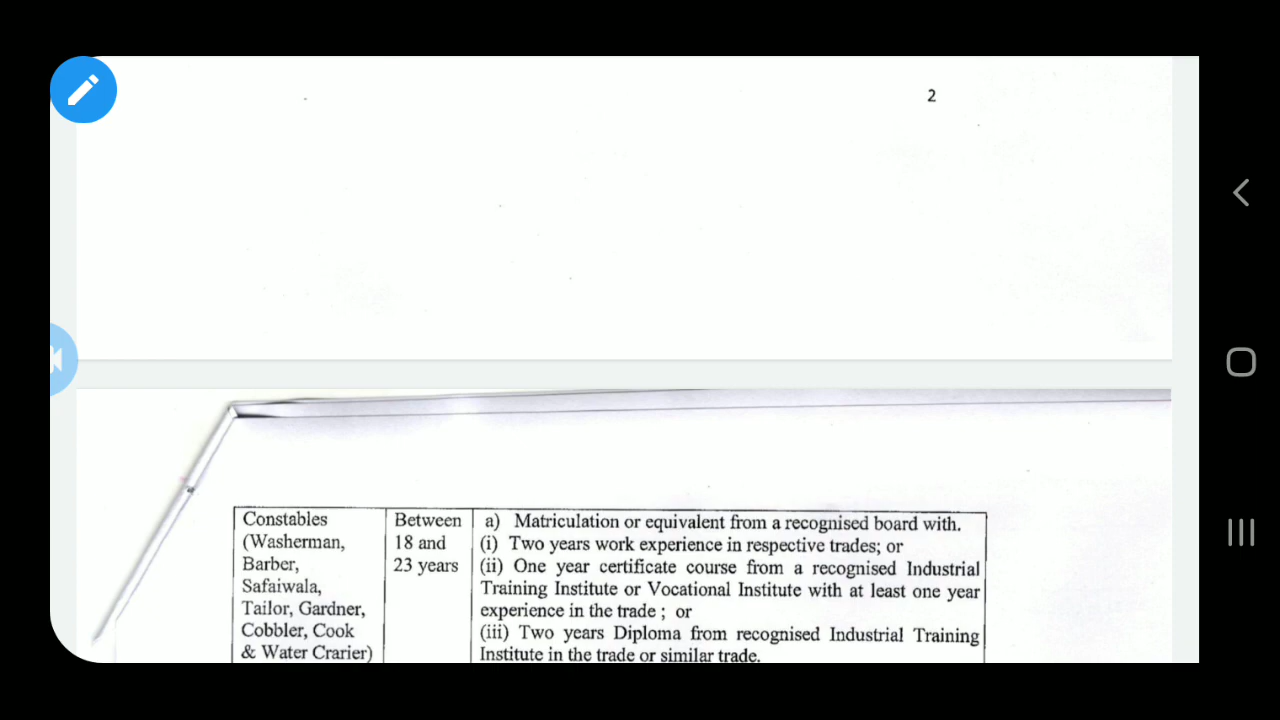 2
Constables
(Washerman,
Barber,
Safaiwala,
Tailor, Gardner,
Cobbler, Cook
& Water Crarier)
Between
18 and
23 years
a) Matriculation or equivalent from a recognised board with.
(i) Two years work experience in respective trades; or
(ii) One year certificate course from a recognised Industrial
Training Institute or Vocational Institute with at least one year
experience in the trade ; or
(iii) Two years Diploma from recognised Industrial Training
Institute in the trade or similar trade.